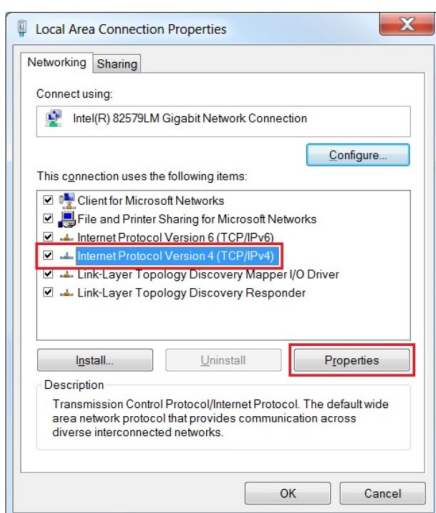 Local Area Connection Properties
Networking
Sharing
Connect using:
Intel(R) 82579LM Gigabit Network Connection
Configure...
This connection uses the following items:
Client for Microsoft Networks
File and Printer Sharing for Microsoft Networks
Internet Protocol Version 6 (TCP/IPv6)
Internet Protocol Version 4 (TCP/IPv4)
Link-Layer Topology Discovery Mapper I/O Driver
Link-Layer Topology Discovery Responder
Install...
Uninstall
Properties
Description
Transmission Control Protocol/Internet Protocol. The default wide
area network protocol that provides communication across
diverse interconnected networks.
OK
Cancel